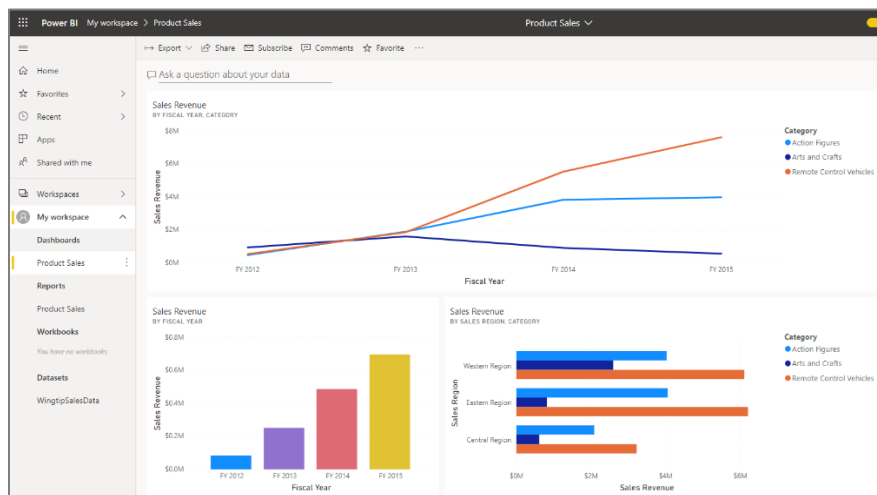 Power BI My workspace > Product Sales
Product Sales
Export Share Subscribe Comments Favorite ...
Home
Favorites
Recent
Apps
Shared with me
Workspaces
My workspace
Dashboards
Product Sales
Reports
Product Sales
Workbooks
You have no workbooks
Datasets
WingtipSalesData
Ask a question about your data
Sales Revenue
BY FISCAL YEAR, CATEGORY
$8M
$6M
$4M
$2M
$0M
Sales Revenue
FY 2012 FY 2013 FY 2014 FY 2015
Fiscal Year
Category
Action Figures
Arts and Crafts
Remote Control Vehicles
Sales Revenue
BY FISCAL YEAR
$0.8M
$0.6M
$0.4M
$0.2M
$0.0M
Sales Revenue
FY 2012 FY 2013 FY 2014 FY 2015
Fiscal Year
Sales Revenue
BY SALES REGION, CATEGORY
Sales Region
Western Region
Eastern Region
Central Region
$0M $2M $4M $6M
Sales Revenue
Category
Action Figures
Arts and Crafts
Remote Control Vehicles